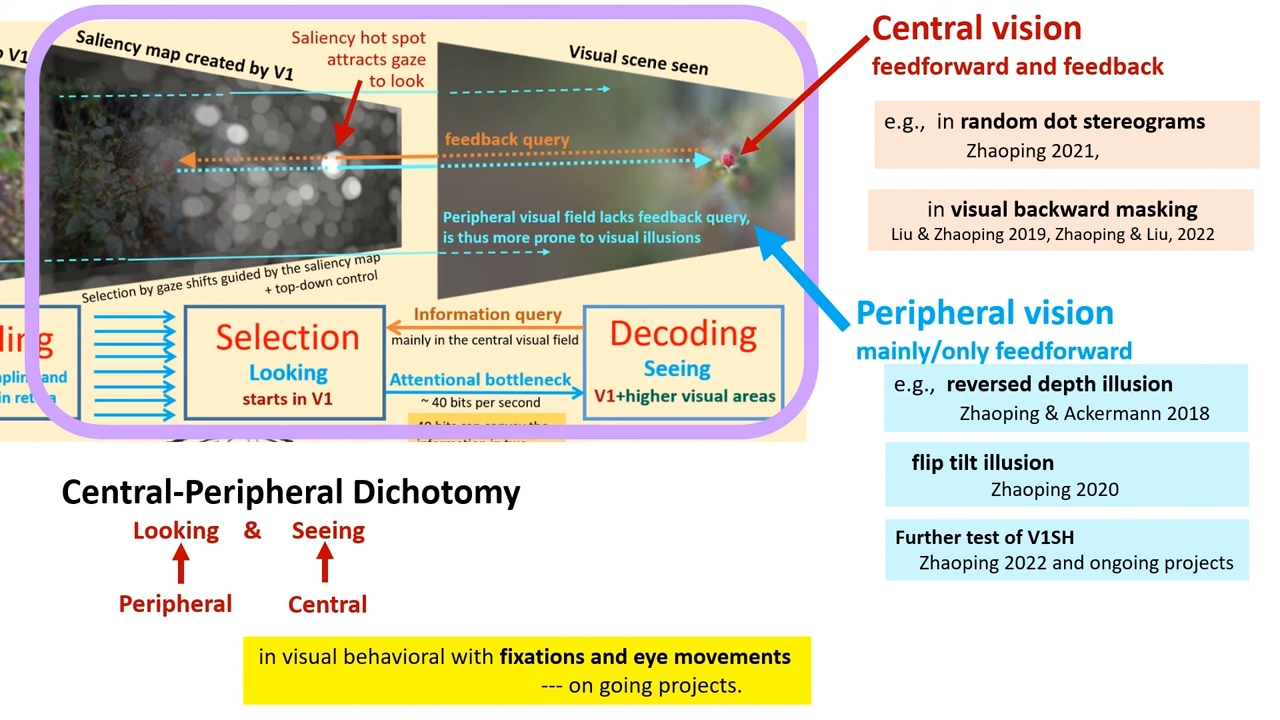 Saliency map created by V1
Saliency hot spot
attracts gaze
to look
Visual scene seen
feedback query
Peripheral visual field lacks feedback query,
is thus more prone to visual illusions
Selection by gaze shifts guided by the saliency map
+ top-down control
Selection
Looking
starts in V1
Information query
mainly in the central visual field
Attentional bottleneck
~ 40 bits per second
Decoding
Seeing
V1+higher visual areas
Central vision
feedforward and feedback
e.g., in random dot stereograms
Zhaoping 2021,
in visual backward masking
Liu & Zhaoping 2019, Zhaoping & Liu, 2022
Peripheral vision
mainly/only feedforward
e.g., reversed depth illusion
Zhaoping & Ackermann 2018
flip tilt illusion
Zhaoping 2020
Further test of V1SH
Zhaoping 2022 and ongoing projects
Central-Peripheral Dichotomy
Looking & Seeing
Peripheral Central
in visual behavioral with fixations and eye movements
--- on going projects.